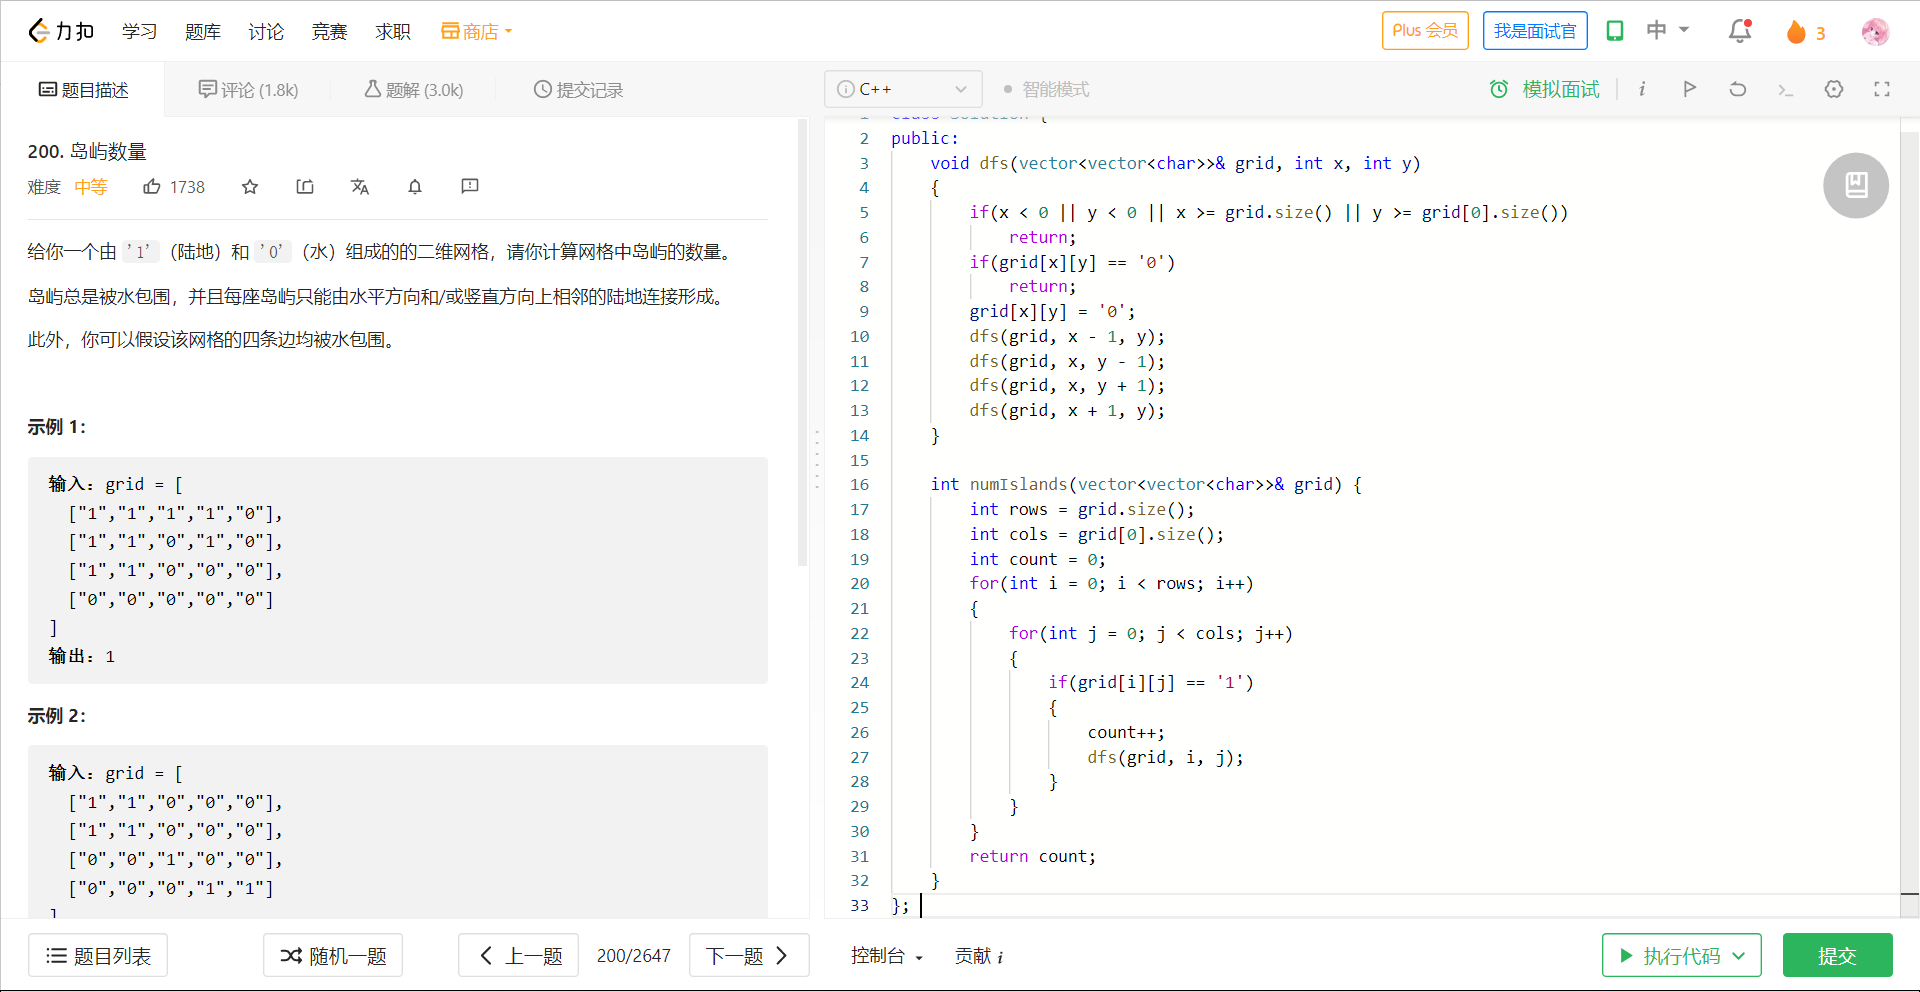 力扣 学习 题库 讨论 竞赛 求职 商店 Plus 会员 我是面试官 中 3
题目描述 评论 (1.8k) 题解 (3.0k) 提交记录
200. 岛屿数量
难度 中等 1738
给你一个由 '1'（陆地）和 '0'（水）组成的的二维网格，请你计算网格中岛屿的数量。
岛屿总是被水包围，并且每座岛屿只能由水平方向和/或竖直方向上相邻的陆地连接形成。
此外，你可以假设该网格的四条边均被水包围。
示例 1：
输入：grid = [
  ["1","1","1","1","0"],
  ["1","1","0","1","0"],
  ["1","1","0","0","0"],
  ["0","0","0","0","0"]
]
输出：1
示例 2：
输入：grid = [
  ["1","1","0","0","0"],
  ["1","1","0","0","0"],
  ["0","0","1","0","0"],
  ["0","0","0","1","1"]
]
题目列表 随机一题 上一题 200/2647 下一题
C++ 智能模式 模拟面试 i
1 class Solution {
2 public:
3     void dfs(vector<vector<char>>& grid, int x, int y)
4     {
5         if(x < 0 || y < 0 || x >= grid.size() || y >= grid[0].size())
6             return;
7         if(grid[x][y] == '0')
8             return;
9         grid[x][y] = '0';
10         dfs(grid, x - 1, y);
11         dfs(grid, x, y - 1);
12         dfs(grid, x, y + 1);
13         dfs(grid, x + 1, y);
14     }
15
16     int numIslands(vector<vector<char>>& grid) {
17         int rows = grid.size();
18         int cols = grid[0].size();
19         int count = 0;
20         for(int i = 0; i < rows; i++)
21         {
22             for(int j = 0; j < cols; j++)
23             {
24                 if(grid[i][j] == '1')
25                 {
26                     count++;
27                     dfs(grid, i, j);
28                 }
29             }
30         }
31         return count;
32     }
33 };
控制台 贡献 i 执行代码 提交